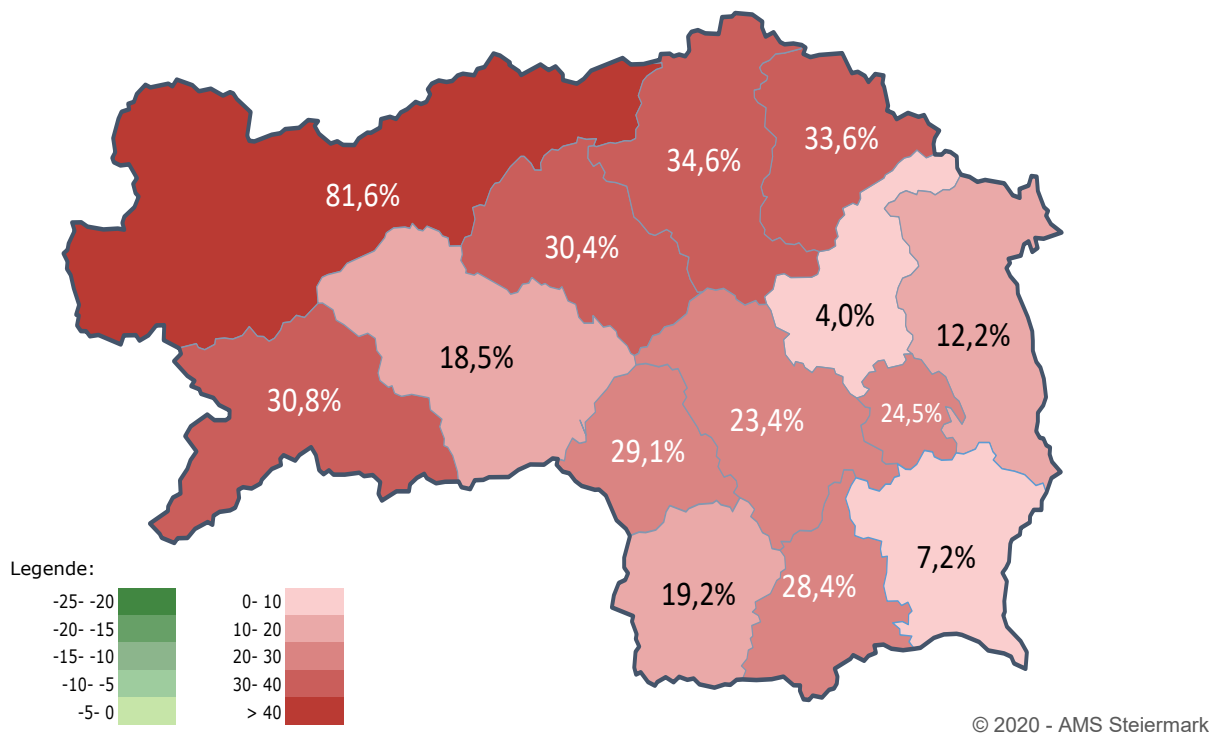 33,6%
34,6%
81,6%
30,4%
4,0%
12,2%
18,5%
30,8%
24,5%
23,4%
29,1%
7,2%
28,4%
19,2%
Legende:
-25- -20 0- 10
-20- -15 10- 20
-15- -10 20- 30
-10- -5 30- 40
-5- 0 > 40
© 2020 - AMS Steiermark